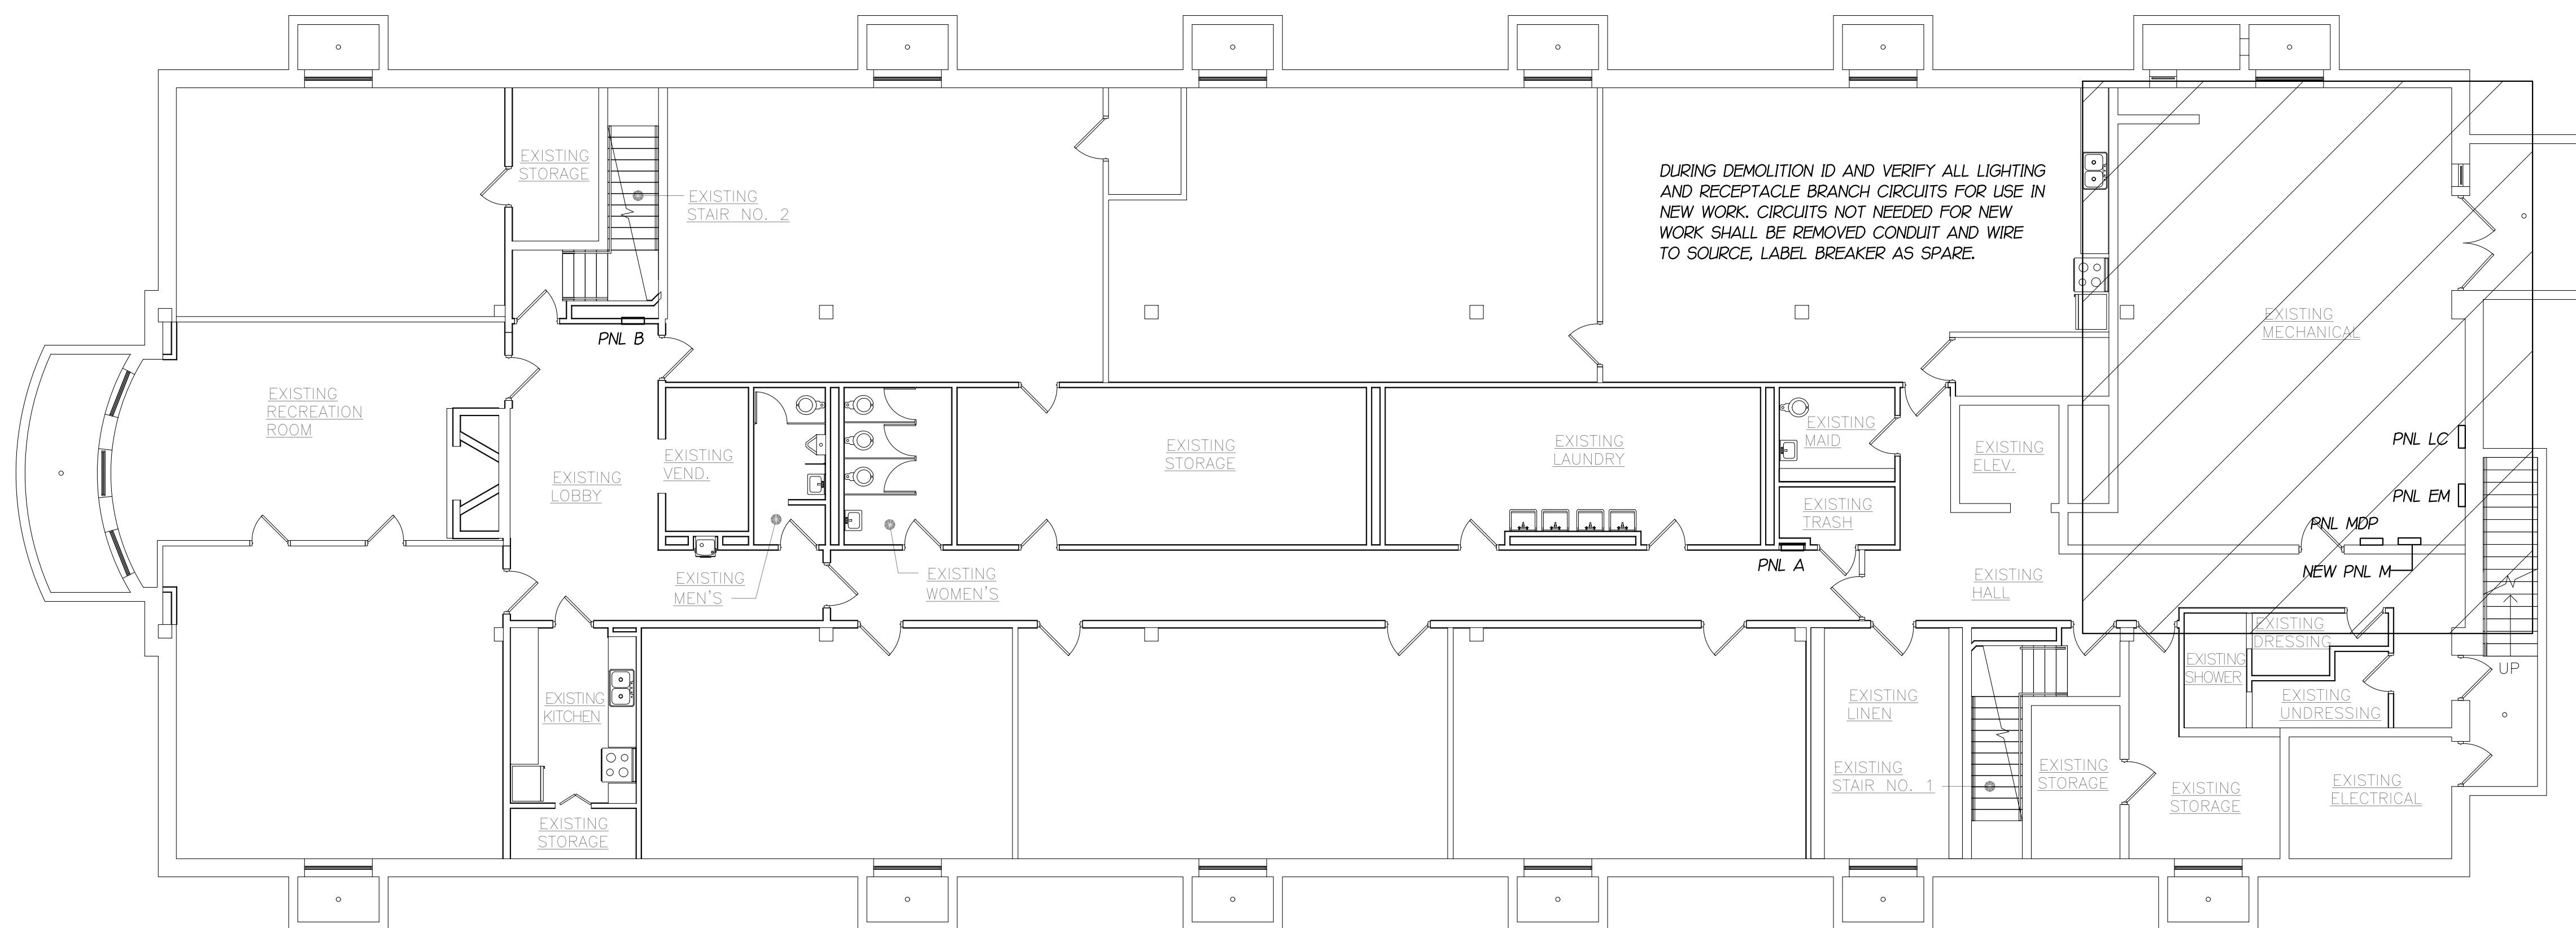 EXISTING
STORAGE
EXISTING
STAIR NO. 2
DURING DEMOLITION ID AND VERIFY ALL LIGHTING
AND RECEPTACLE BRANCH CIRCUITS FOR USE IN
NEW WORK. CIRCUITS NOT NEEDED FOR NEW
WORK SHALL BE REMOVED CONDUIT AND WIRE
TO SOURCE, LABEL BREAKER AS SPARE.
EXISTING
MECHANICAL
PNL B
EXISTING
RECREATION
ROOM
EXISTING
LOBBY
EXISTING
VEND.
EXISTING
STORAGE
EXISTING
LAUNDRY
EXISTING
MAID
EXISTING
ELEV.
EXISTING
TRASH
PNL LC
PNL EM
PNL MDP
NEW PNL M
PNL A
EXISTING
MEN'S
EXISTING
WOMEN'S
EXISTING
HALL
EXISTING
DRESSING
EXISTING
SHOWER
EXISTING
UNDRESSING
UP
EXISTING
KITCHEN
EXISTING
LINEN
EXISTING
STAIR NO. 1
EXISTING
STORAGE
EXISTING
STORAGE
EXISTING
ELECTRICAL
EXISTING
STORAGE